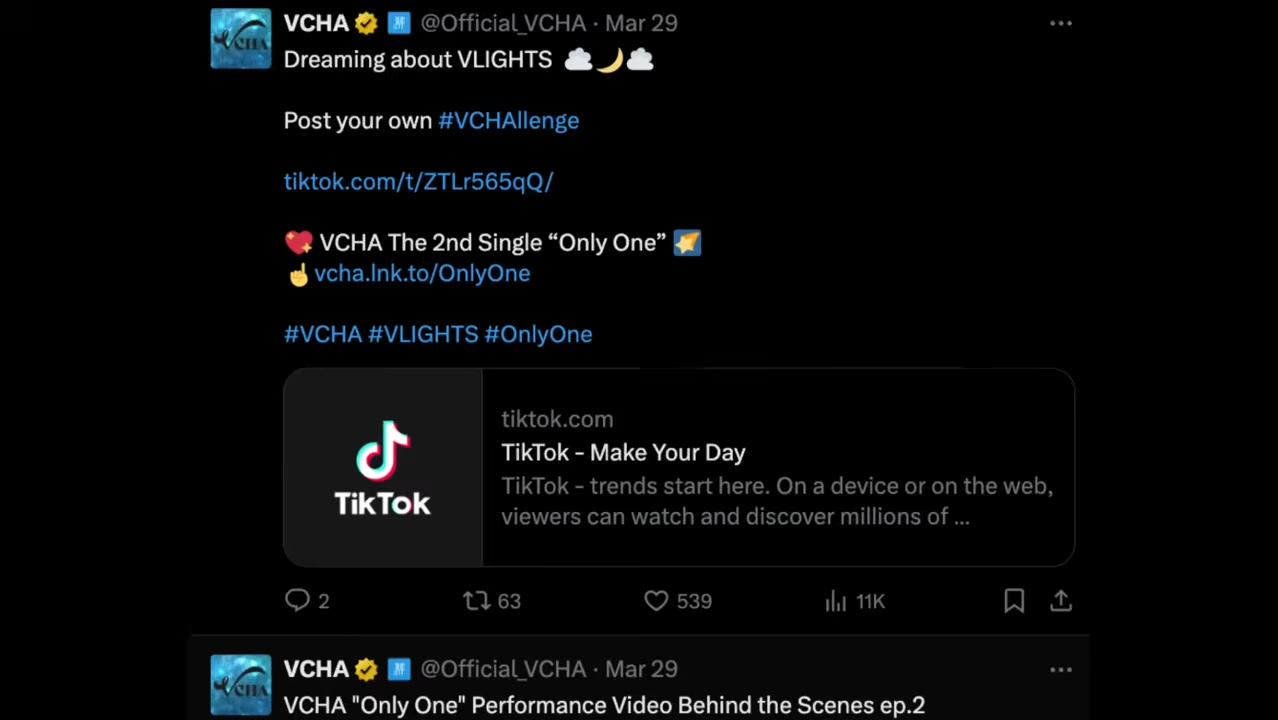 VCHA @Official_VCHA · Mar 29
Dreaming about VLIGHTS ☁️🌙☁️
Post your own #VCHAllenge
tiktok.com/t/ZTLr565qQ/
💖 VCHA The 2nd Single “Only One” 🌠
☝️vcha.lnk.to/OnlyOne
#VCHA #VLIGHTS #OnlyOne
TikTok
tiktok.com
TikTok - Make Your Day
TikTok - trends start here. On a device or on the web,
viewers can watch and discover millions of ...
2 63 539 11K
VCHA @Official_VCHA · Mar 29
VCHA "Only One" Performance Video Behind the Scenes ep.2